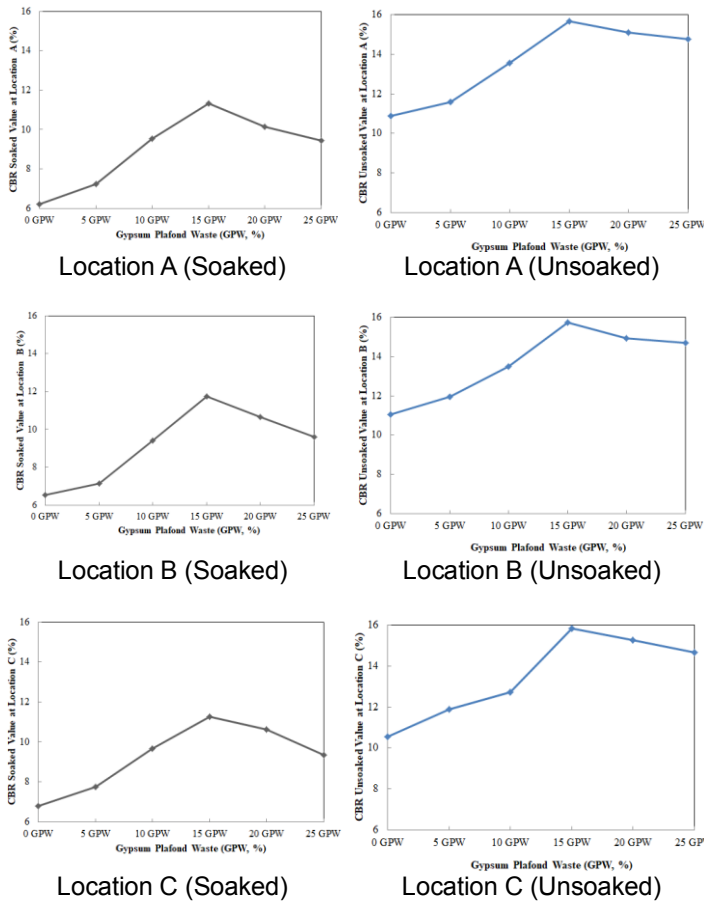 CBR Soaked Value at Location A (%)
16
14
12
10
8
6
0 GPW 5 GPW 10 GPW 15 GPW 20 GPW 25 GPW
Gypsum Plafond Waste (GPW, %)
Location A (Soaked)
CBR Unsoaked Value at Location A (%)
16
14
12
10
8
6
0 GPW 5 GPW 10 GPW 15 GPW 20 GPW 25 GPW
Gypsum Plafond Waste (GPW, %)
Location A (Unsoaked)
CBR Soaked Value at Location B (%)
16
14
12
10
8
6
0 GPW 5 GPW 10 GPW 15 GPW 20 GPW 25 GPW
Gypsum Plafond Waste (GPW, %)
Location B (Soaked)
CBR Unsoaked Value at Location B (%)
16
14
12
10
8
6
0 GPW 5 GPW 10 GPW 15 GPW 20 GPW 25 GPW
Gypsum Plafond Waste (GPW, %)
Location B (Unsoaked)
CBR Soaked Value at Location C (%)
16
14
12
10
8
6
0 GPW 5 GPW 10 GPW 15 GPW 20 GPW 25 GPW
Gypsum Plafond Waste (GPW, %)
Location C (Soaked)
CBR Unsoaked Value at Location C (%)
16
14
12
10
8
6
0 GPW 5 GPW 10 GPW 15 GPW 20 GPW 25 GPW
Gypsum Plafond Waste (GPW, %)
Location C (Unsoaked)